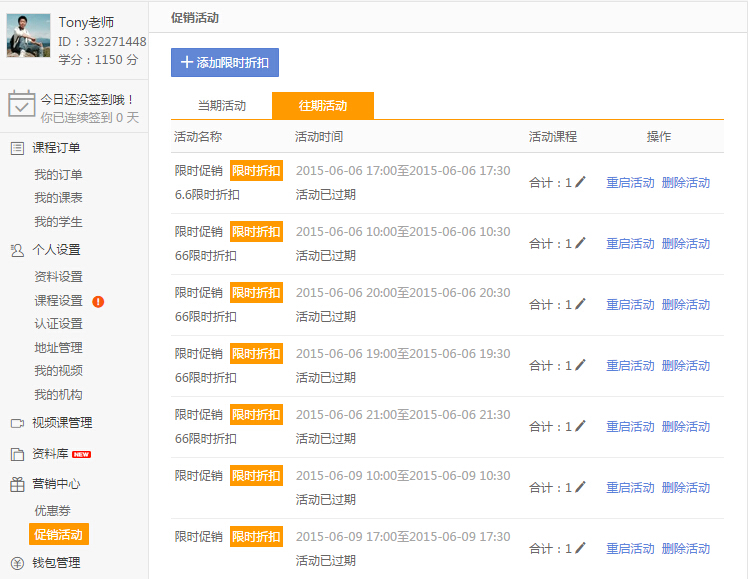 Tony老师
ID：332271448
学分：1150 分
今日还没签到哦！
你已连续签到 0 天
课程订单
我的订单
我的课表
我的学生
个人设置
资料设置
课程设置 !
认证设置
地址管理
我的视频
我的机构
视频课管理
资料库 NEW
营销中心
优惠券
促销活动
钱包管理
促销活动
添加限时折扣
当期活动 往期活动
活动名称 活动时间 活动课程 操作
限时促销 限时折扣 2015-06-06 17:00至2015-06-06 17:30
合计：1 重启活动 删除活动
6.6限时折扣 活动已过期
限时促销 限时折扣 2015-06-06 10:00至2015-06-06 10:30
合计：1 重启活动 删除活动
66限时折扣 活动已过期
限时促销 限时折扣 2015-06-06 20:00至2015-06-06 20:30
合计：1 重启活动 删除活动
66限时折扣 活动已过期
限时促销 限时折扣 2015-06-06 19:00至2015-06-06 19:30
合计：1 重启活动 删除活动
66限时折扣 活动已过期
限时促销 限时折扣 2015-06-06 21:00至2015-06-06 21:30
合计：1 重启活动 删除活动
66限时折扣 活动已过期
限时促销 限时折扣 2015-06-09 10:00至2015-06-09 10:30
合计：1 重启活动 删除活动
活动已过期
限时促销 限时折扣 2015-06-09 17:00至2015-06-09 17:30
合计：1 重启活动 删除活动
活动已过期